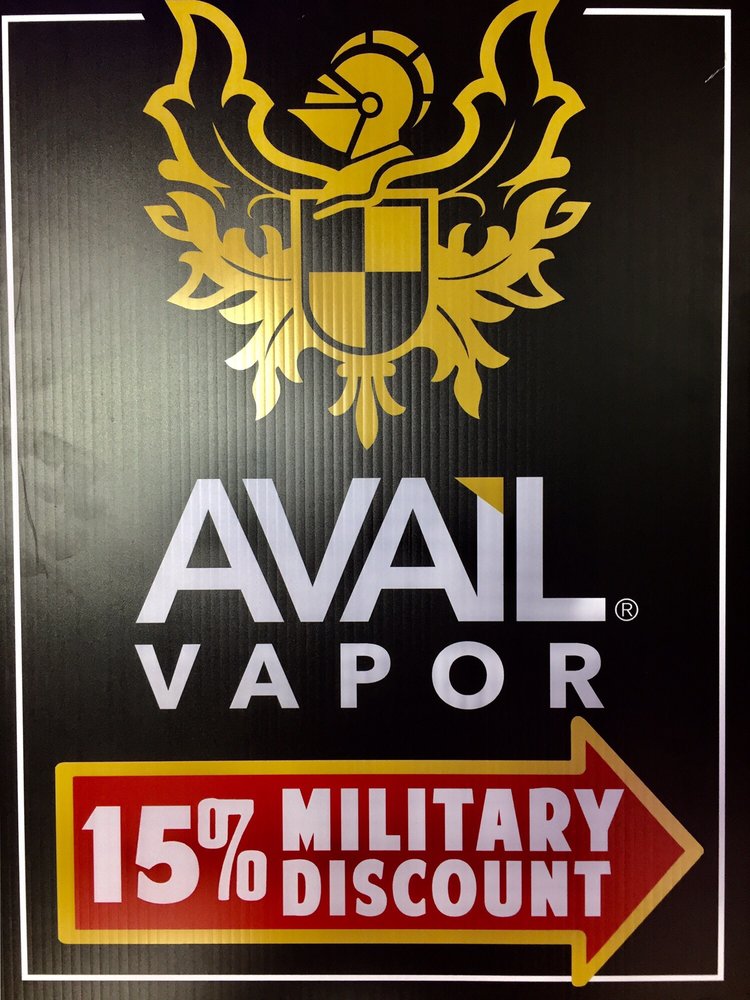 AVAIL®
VAPOR
15% MILITARY
DISCOUNT